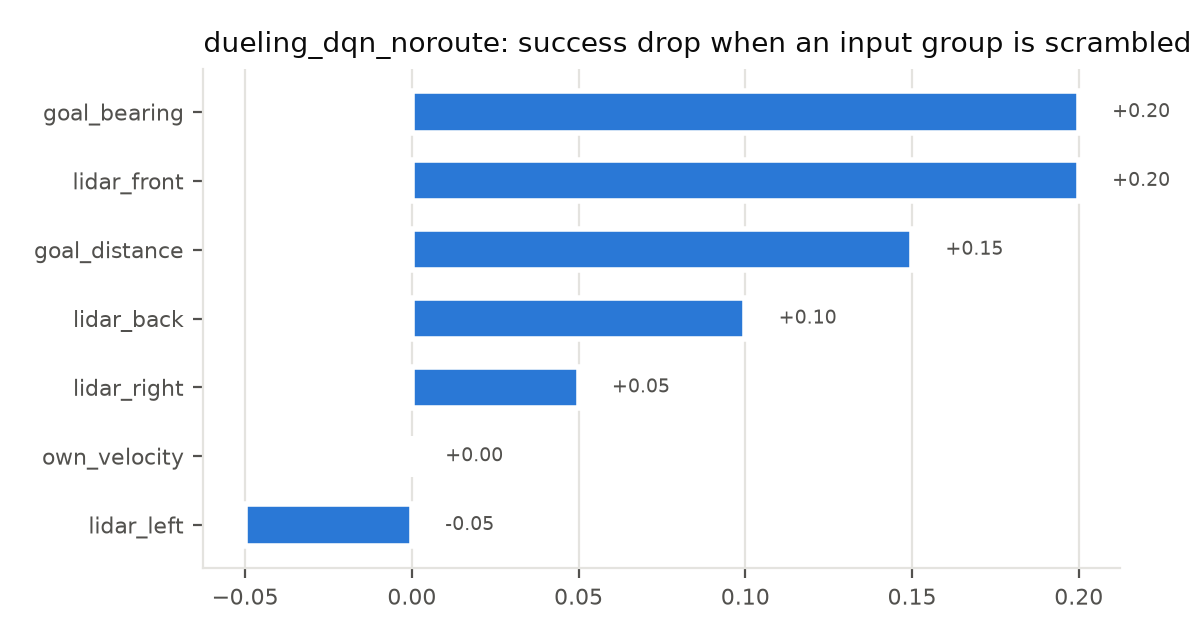 dueling_dqn_noroute: success drop when an input group is scrambled
goal_bearing +0.20
lidar_front +0.20
goal_distance +0.15
lidar_back +0.10
lidar_right +0.05
own_velocity +0.00
lidar_left -0.05
−0.05 0.00 0.05 0.10 0.15 0.20